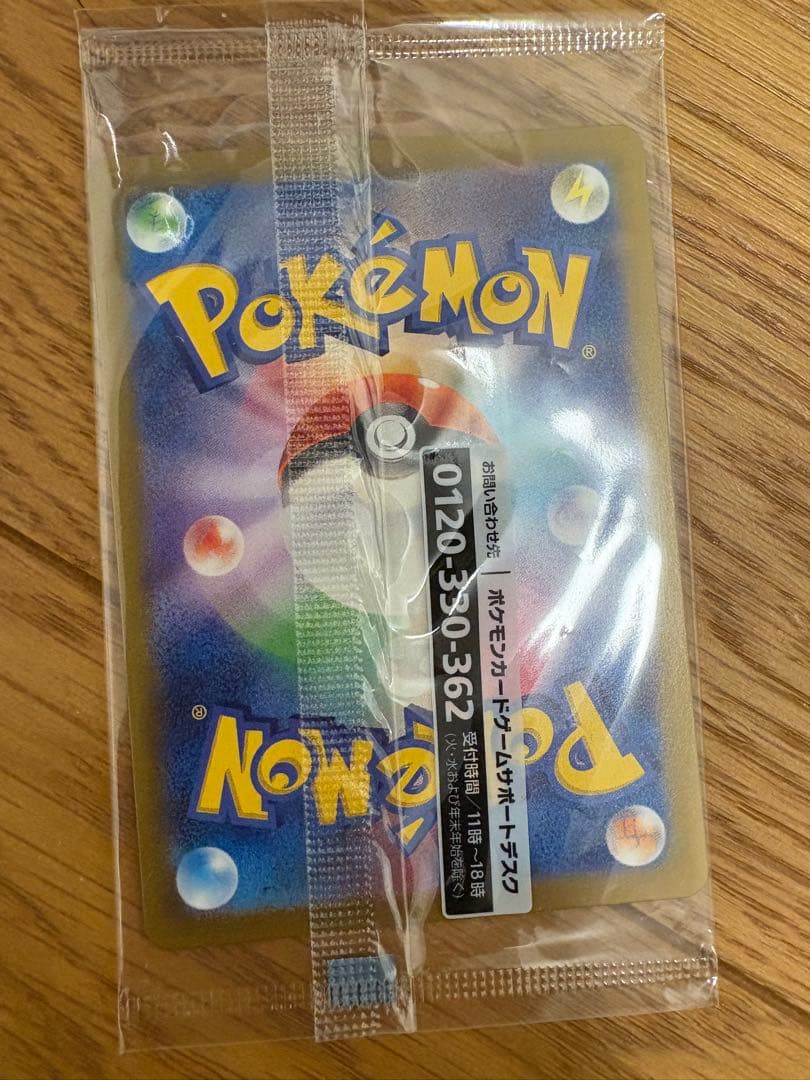 POKéMON
®
お問い合わせ先 | ポケモンカードゲームサポートデスク
0120-330-362 受付時間/11時~18時
(火・水および年末年始を除く)
POKéMON
®